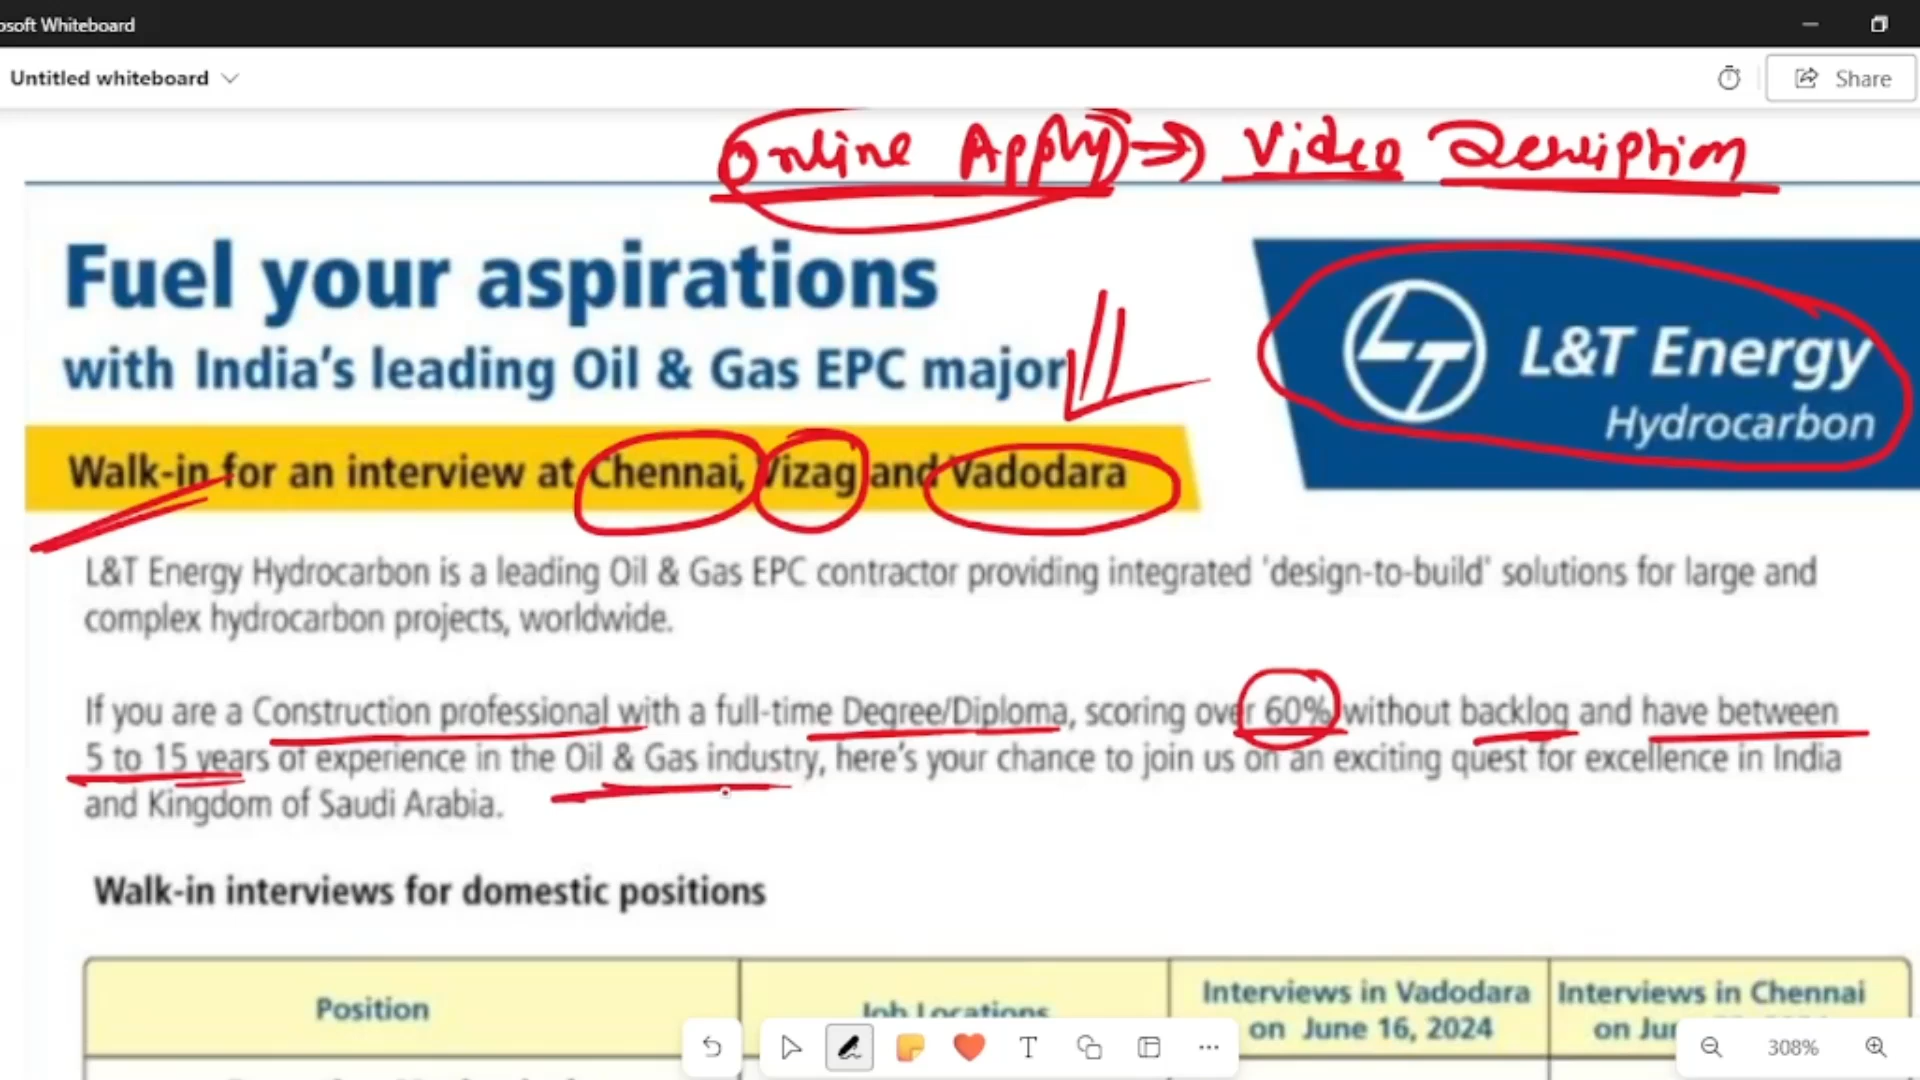 osoft Whiteboard
Untitled whiteboard
Share
Online Apply → Video Desription
Fuel your aspirations
with India's leading Oil & Gas EPC major
L&T Energy
Hydrocarbon
Walk-in for an interview at Chennai, Vizag and Vadodara
L&T Energy Hydrocarbon is a leading Oil & Gas EPC contractor providing integrated 'design-to-build' solutions for large and
complex hydrocarbon projects, worldwide.
If you are a Construction professional with a full-time Degree/Diploma, scoring over 60% without backlog and have between
5 to 15 years of experience in the Oil & Gas industry, here's your chance to join us on an exciting quest for excellence in India
and Kingdom of Saudi Arabia.
Walk-in interviews for domestic positions
Position
Job Locations
Interviews in Vadodara
on June 16, 2024
Interviews in Chennai
on Jun
308%